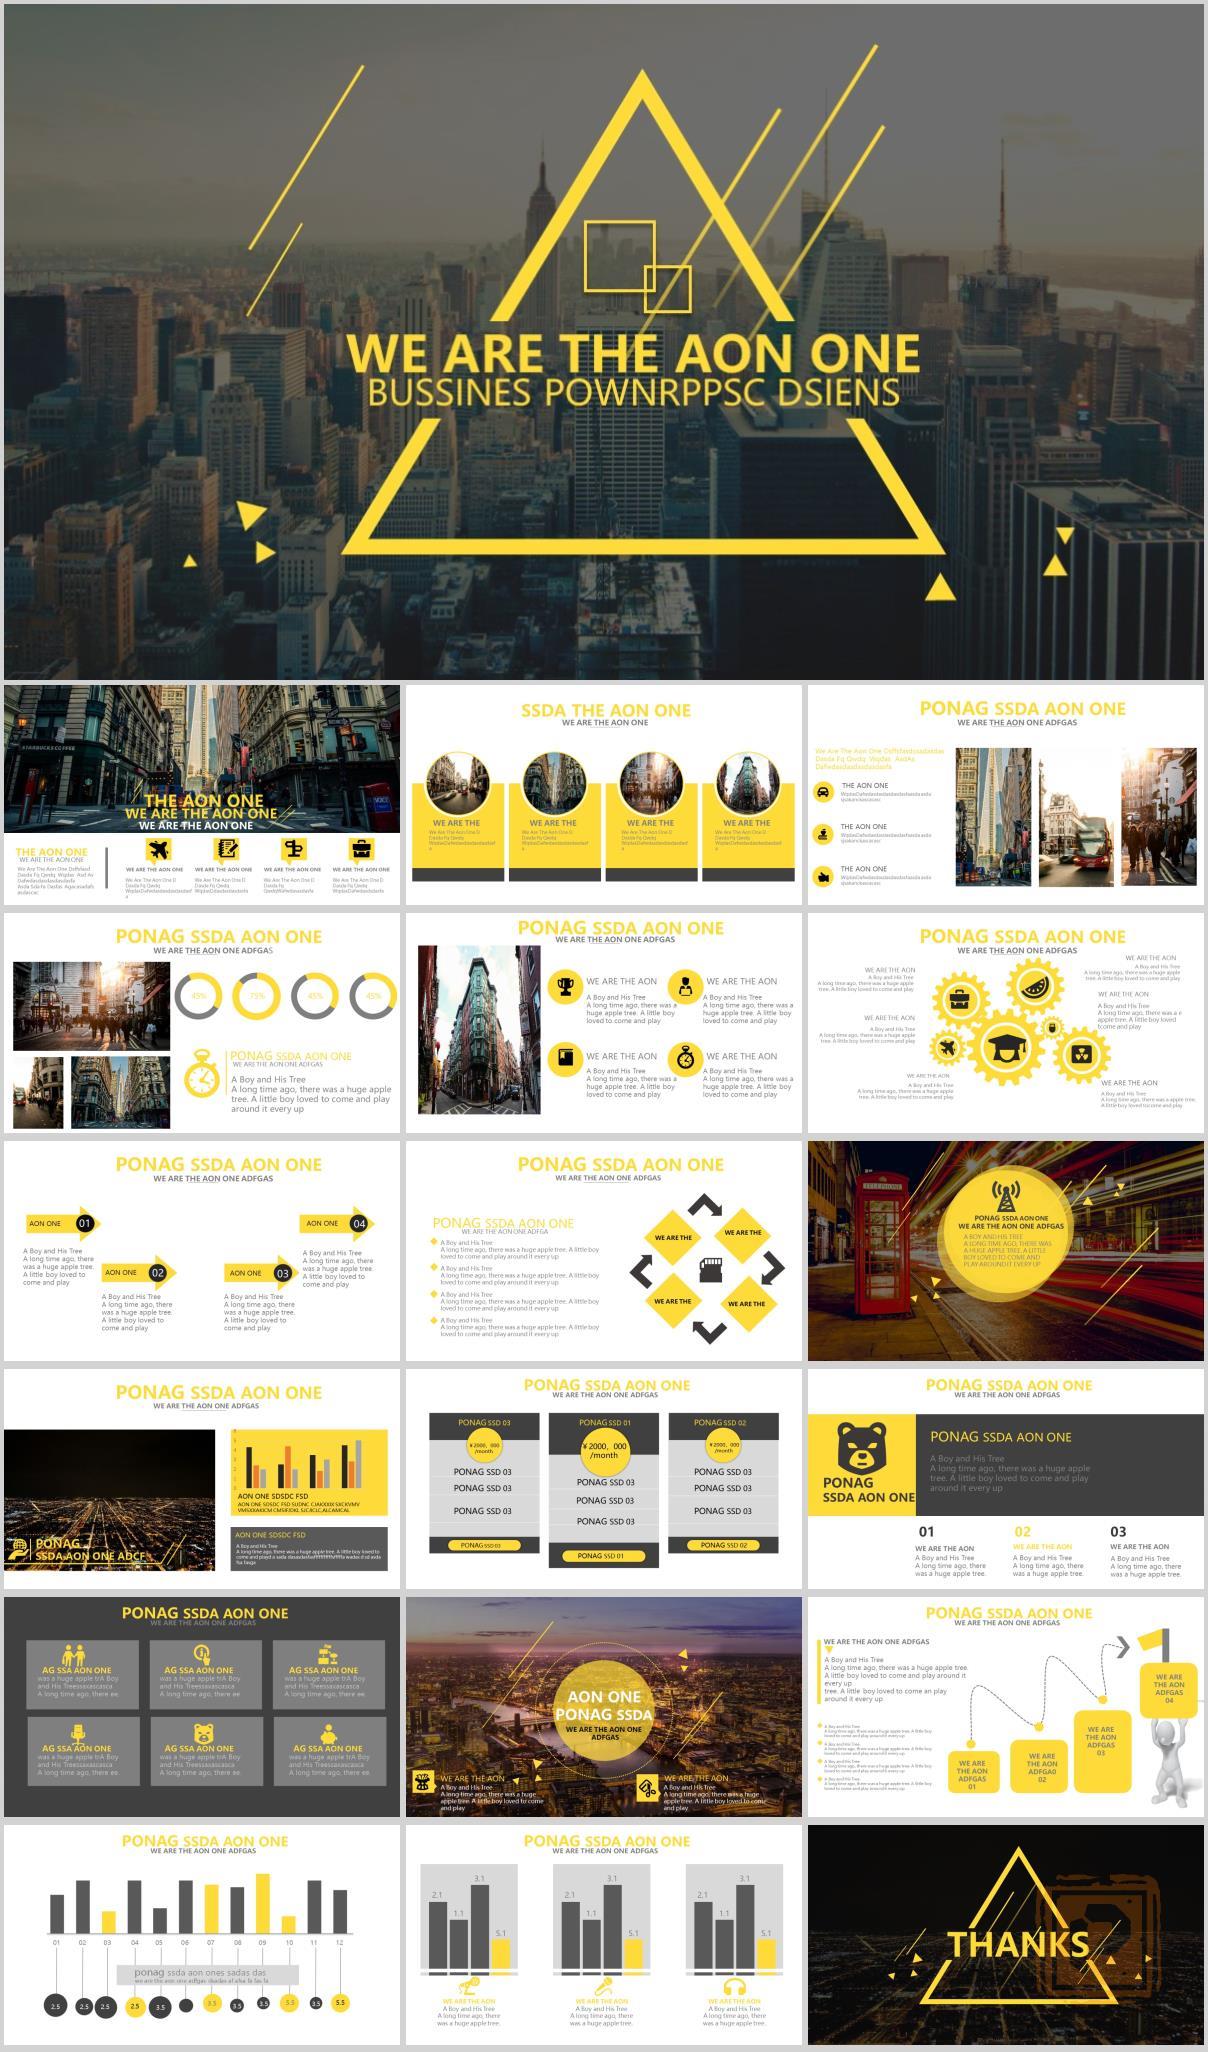 WE ARE THE AON ONE
BUSSINES POWNRPPSC DSIENS
STARBUCKS COFFEE
THE AON ONE
WE ARE THE AON ONE
WE ARE THE AON ONE
THE AON ONE
WE ARE THE AON ONE
WE ARE THE AON ONE
WE ARE THE AON ONE
WE ARE THE AON ONE
WE ARE THE AON ONE
SSDA THE AON ONE
WE ARE THE AON ONE
WE ARE THE
WE ARE THE
WE ARE THE
WE ARE THE
PONAG SSDA AON ONE
WE ARE THE AON ONE ADFGAS
THE AON ONE
THE AON ONE
THE AON ONE
PONAG SSDA AON ONE
WE ARE THE AON ONE ADFGAS
45%
75%
45%
45%
PONAG SSDA AON ONE
WE ARE THE AON ONE ADFGAS
A Boy and His Tree
A long time ago, there was a huge apple
tree. A little boy loved to come and play
around it every up
PONAG SSDA AON ONE
WE ARE THE AON ONE ADFGAS
WE ARE THE AON
A Boy and His Tree
A long time ago, there was a
huge apple tree. A little boy
loved to come and play
WE ARE THE AON
A Boy and His Tree
A long time ago, there was a
huge apple tree. A little boy
loved to come and play
WE ARE THE AON
A Boy and His Tree
A long time ago, there was a
huge apple tree. A little boy
loved to come and play
WE ARE THE AON
A Boy and His Tree
A long time ago, there was a
huge apple tree. A little boy
loved to come and play
PONAG SSDA AON ONE
WE ARE THE AON ONE ADFGAS
WE ARE THE AON
WE ARE THE AON
WE ARE THE AON
WE ARE THE AON
WE ARE THE AON
WE ARE THE AON
PONAG SSDA AON ONE
WE ARE THE AON ONE ADFGAS
AON ONE 01
A Boy and His Tree
A long time ago, there
was a huge apple tree.
A little boy loved to
come and play
AON ONE 02
A Boy and His Tree
A long time ago, there
was a huge apple tree.
A little boy loved to
come and play
AON ONE 03
A Boy and His Tree
A long time ago, there
was a huge apple tree.
A little boy loved to
come and play
AON ONE 04
A Boy and His Tree
A long time ago, there
was a huge apple tree.
A little boy loved to
come and play
PONAG SSDA AON ONE
WE ARE THE AON ONE ADFGAS
PONAG SSDA AON ONE
WE ARE THE AON ONE ADFGA
A Boy and His Tree
A long time ago, there was a huge apple tree. A little boy
loved to come and play around it every up
A Boy and His Tree
A long time ago, there was a huge apple tree. A little boy
loved to come and play around it every up
A Boy and His Tree
A long time ago, there was a huge apple tree. A little boy
loved to come and play around it every up
A Boy and His Tree
A long time ago, there was a huge apple tree. A little boy
loved to come and play around it every up
WE ARE THE
WE ARE THE
WE ARE THE
WE ARE THE
TELEPHONE
PONAG SSDA AON ONE
WE ARE THE AON ONE ADFGAS
A BOY AND HIS TREE
A LONG TIME AGO, THERE WAS
A HUGE APPLE TREE. A LITTLE
BOY LOVED TO COME AND
PLAY AROUND IT EVERY UP
PONAG SSDA AON ONE
WE ARE THE AON ONE ADFGAS
PONAG
SSDA AON ONE ADCF
AON ONE SDSDC FSD
AON ONE SDSDC FSD
PONAG SSDA AON ONE
WE ARE THE AON ONE ADFGAS
PONAG SSD 03
¥2000，000
/month
PONAG SSD 03
PONAG SSD 03
PONAG SSD 03
PONAG SSD 03
PONAG SSD 01
¥2000，000
/month
PONAG SSD 03
PONAG SSD 03
PONAG SSD 03
PONAG SSD 01
PONAG SSD 02
¥2000，000
/month
PONAG SSD 03
PONAG SSD 03
PONAG SSD 03
PONAG SSD 02
PONAG SSDA AON ONE
WE ARE THE AON ONE ADFGAS
PONAG
SSDA AON ONE
PONAG SSDA AON ONE
A Boy and His Tree
A long time ago, there was a huge apple
tree. A little boy loved to come and play
around it every up
01
WE ARE THE AON
A Boy and His Tree
A long time ago, there
was a huge apple tree.
02
WE ARE THE AON
A Boy and His Tree
A long time ago, there
was a huge apple tree.
03
WE ARE THE AON
A Boy and His Tree
A long time ago, there
was a huge apple tree.
PONAG SSDA AON ONE
WE ARE THE AON ONE ADFGAS
AG SSA AON ONE
was a huge apple trA Boy
and His Treessaxascasca
A long time ago, there ee.
AG SSA AON ONE
was a huge apple trA Boy
and His Treessaxascasca
A long time ago, there ee.
AG SSA AON ONE
was a huge apple trA Boy
and His Treessaxascasca
A long time ago, there ee.
AG SSA AON ONE
was a huge apple trA Boy
and His Treessaxascasca
A long time ago, there ee.
AG SSA AON ONE
was a huge apple trA Boy
and His Treessaxascasca
A long time ago, there ee.
AG SSA AON ONE
was a huge apple trA Boy
and His Treessaxascasca
A long time ago, there ee.
AON ONE
PONAG SSDA
WE ARE THE AON ONE
ADFGAS
WE ARE THE AON
A Boy and His Tree
A long time ago, there was a huge
apple tree. A little boy loved to come
and play
WE ARE THE AON
A Boy and His Tree
A long time ago, there was a huge
apple tree. A little boy loved to come
and play
PONAG SSDA AON ONE
WE ARE THE AON ONE ADFGAS
WE ARE THE AON ONE ADFGAS
A Boy and His Tree
A long time ago, there was a huge apple tree.
A little boy loved to come and play around it
every up
tree. A little boy loved to come an play
around it every up
WE ARE
THE AON
ADFGAS
01
WE ARE
THE AON
ADFGA0
02
WE ARE
THE AON
ADFGAS
03
WE ARE
THE AON
ADFGAS
04
PONAG SSDA AON ONE
WE ARE THE AON ONE ADFGAS
01 02 03 04 05 06 07 08 09 10 11 12
ponag ssda aon ones sadas das
2.5 2.5 2.5 2.5 3.5 3.5 3.5 3.5 5.5 3.5 5.5
PONAG SSDA AON ONE
WE ARE THE AON ONE ADFGAS
2.1 1.1 3.1 5.1
2.1 1.1 3.1 5.1
2.1 1.1 3.1 5.1
WE ARE THE AON
A Boy and His Tree
A long time ago, there
was a huge apple tree.
WE ARE THE AON
A Boy and His Tree
A long time ago, there
was a huge apple tree.
WE ARE THE AON
A Boy and His Tree
A long time ago, there
was a huge apple tree.
THANKS